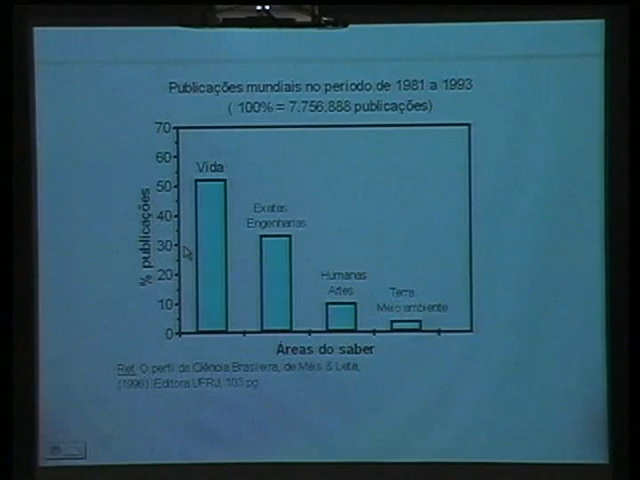 Publicações mundiais no período de 1981 a 1993
( 100% = 7.756.888 publicações)
70
60
50
40
30
20
10
0
% publicações
Vida
Exatas
Engenharias
Humanas
Artes
Terra
Meio ambiente
Áreas do saber
Ref. O perfil da Ciência Brasileira, de Meis & Leta,
(1996) Editora UFRJ, 103 pg